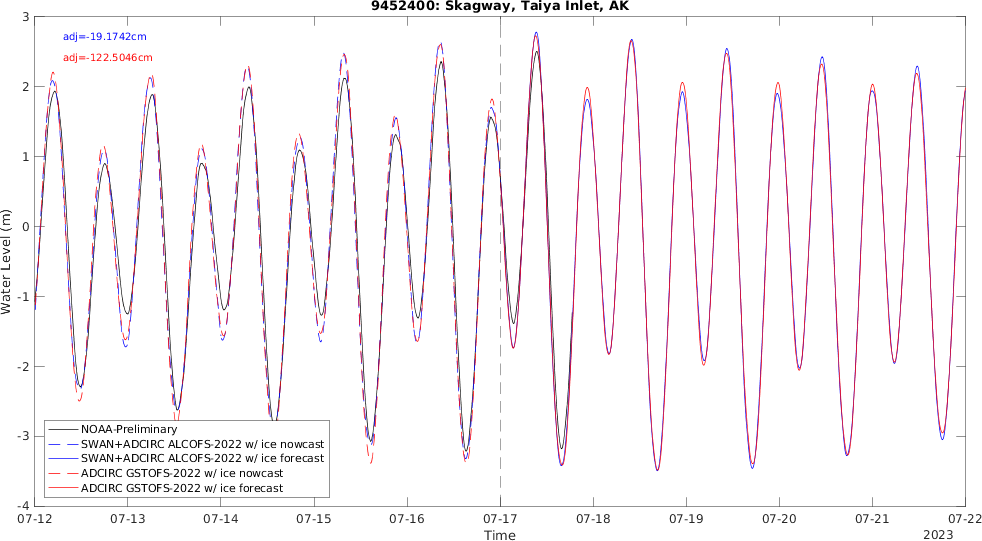 9452400: Skagway, Taiya Inlet, AK
adj=-19.1742cm
adj=-122.5046cm
3
2
1
0
-1
-2
-3
-4
Water Level (m)
NOAA-Preliminary
SWAN+ADCIRC ALCOFS-2022 w/ ice nowcast
SWAN+ADCIRC ALCOFS-2022 w/ ice forecast
ADCIRC GSTOFS-2022 w/ ice nowcast
ADCIRC GSTOFS-2022 w/ ice forecast
07-12 07-13 07-14 07-15 07-16 07-17 07-18 07-19 07-20 07-21 07-22
Time
2023